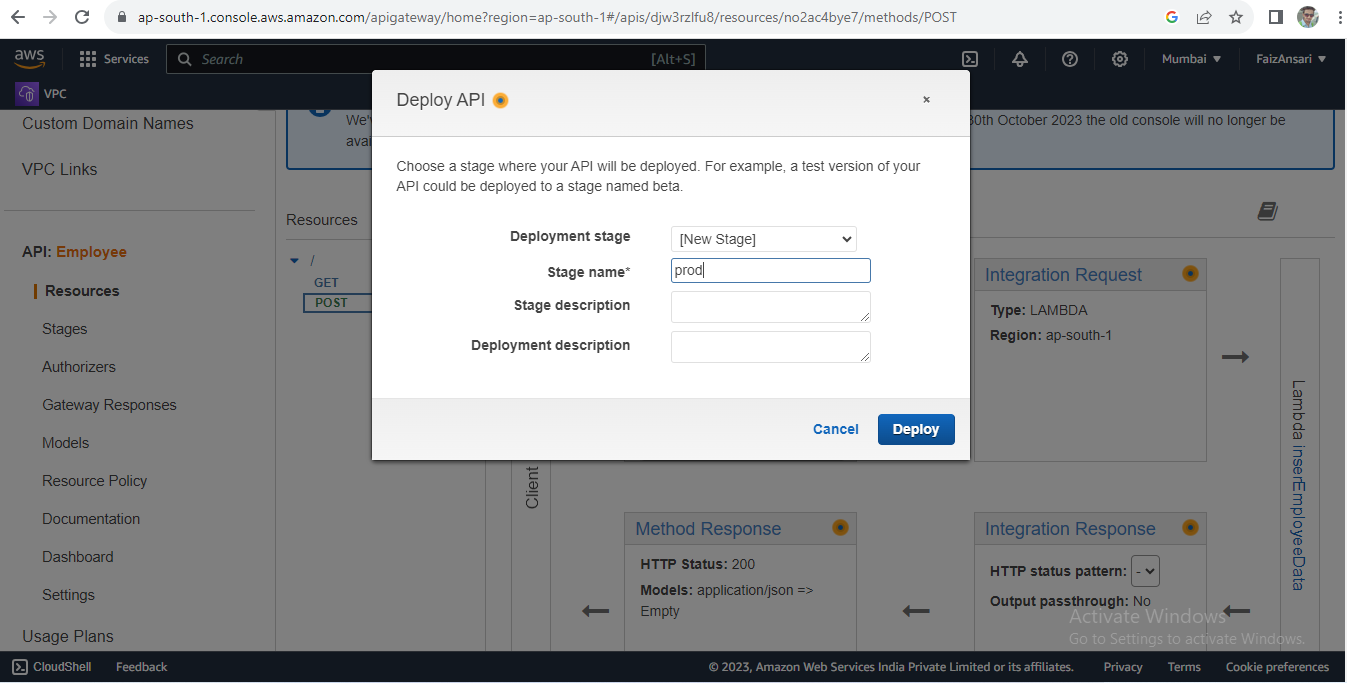 ap-south-1.console.aws.amazon.com/apigateway/home?region=ap-south-1#/apis/djw3rzlfu8/resources/no2ac4bye7/methods/POST
aws
Services
Search
[Alt+S]
Mumbai
FaizAnsari
VPC
Custom Domain Names
VPC Links
API: Employee
Resources
Stages
Authorizers
Gateway Responses
Models
Resource Policy
Documentation
Dashboard
Settings
Usage Plans
30th October 2023 the old console will no longer be
Resources
/
GET
POST
Deploy API
×
Choose a stage where your API will be deployed. For example, a test version of your
API could be deployed to a stage named beta.
Deployment stage
[New Stage]
Stage name*
prod
Stage description
Deployment description
Cancel
Deploy
Integration Request
Type: LAMBDA
Region: ap-south-1
Lambda inserEmployeeData
Client
Method Response
HTTP Status: 200
Models: application/json =>
Empty
Integration Response
HTTP status pattern: -
Output passthrough: No
Activate Windows
Go to Settings to activate Windows.
CloudShell
Feedback
© 2023, Amazon Web Services India Private Limited or its affiliates.
Privacy
Terms
Cookie preferences